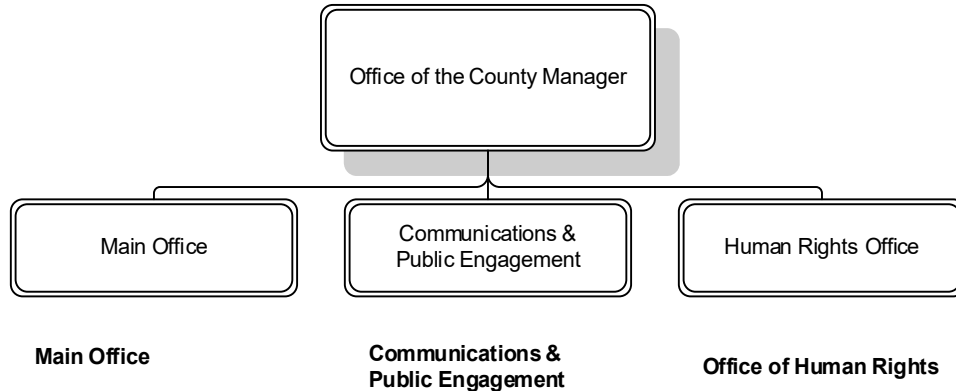 Office of the County Manager
Main Office
Communications &
Public Engagement
Human Rights Office
Main Office
Communications &
Public Engagement
Office of Human Rights